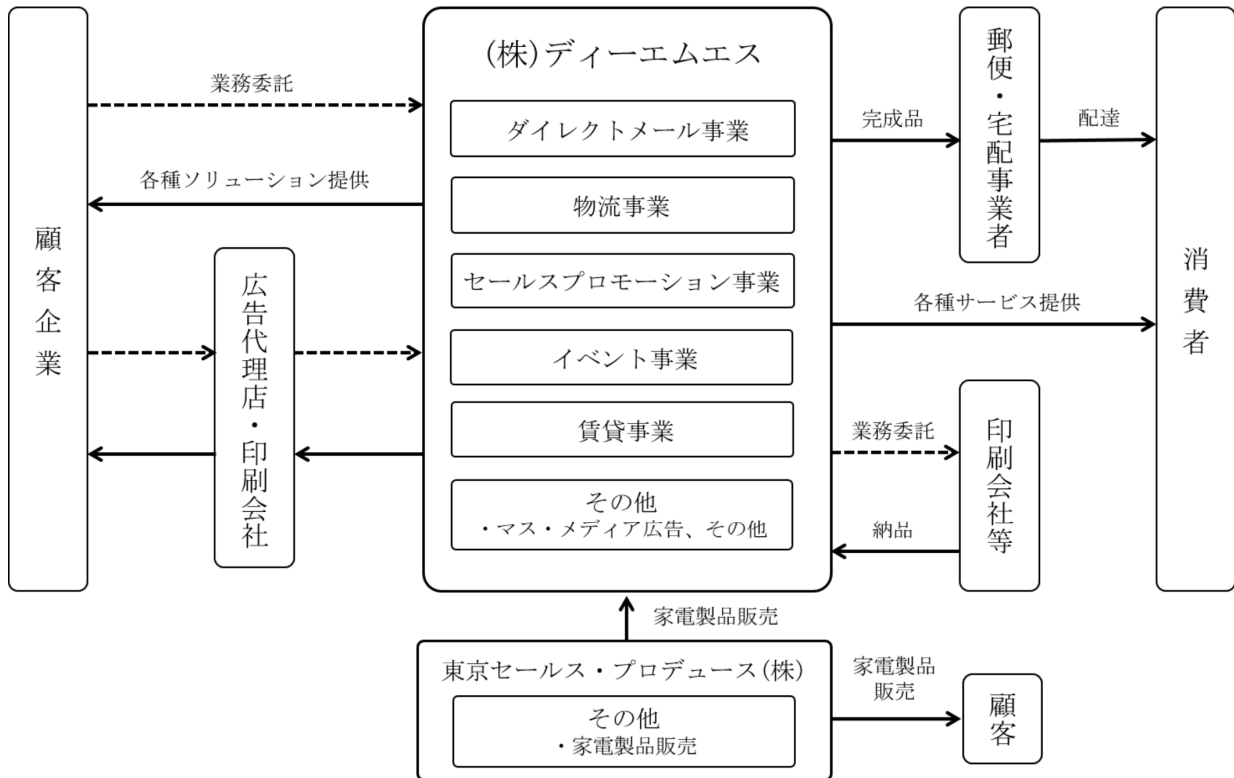 顧客企業
業務委託
各種ソリューション提供
広告代理店・印刷会社
(株)ディーエムエス
ダイレクトメール事業
物流事業
セールスプロモーション事業
イベント事業
賃貸事業
その他
・マス・メディア広告、その他
完成品
郵便・宅配事業者
配達
各種サービス提供
業務委託
納品
印刷会社等
消費者
家電製品販売
東京セールス・プロデュース(株)
その他
・家電製品販売
家電製品
販売
顧客